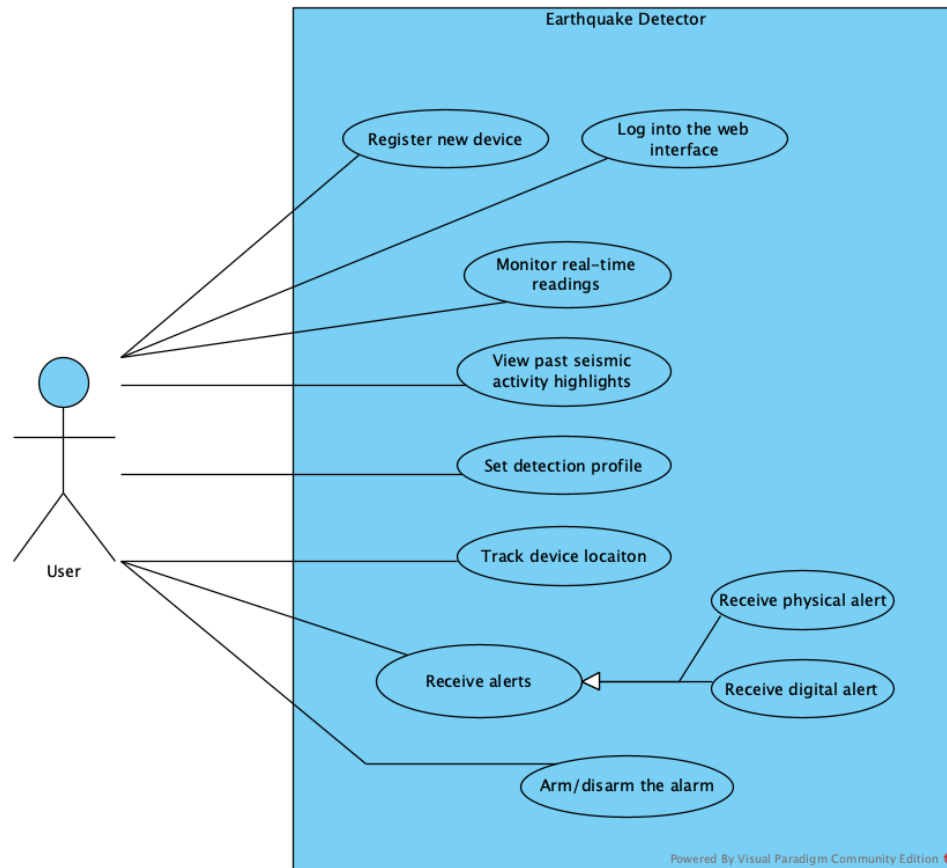 Earthquake Detector
Register new device
Log into the web
interface
Monitor real-time
readings
View past seismic
activity highlights
Set detection profile
Track device locaiton
User
Receive physical alert
Receive alerts
Receive digital alert
Arm/disarm the alarm
Powered By Visual Paradigm Community Edition